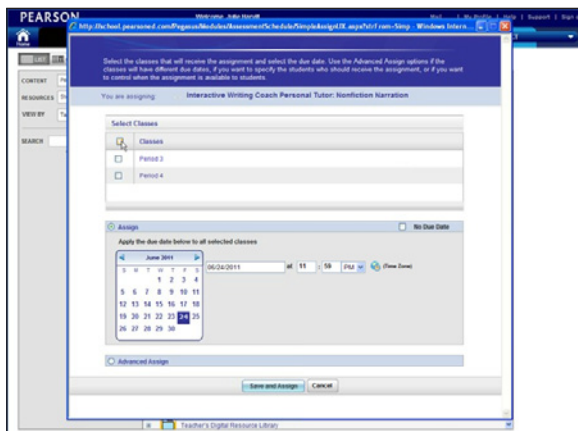 PEARSON
Welcome, Julie
Help | Support | Sign
Home
http://school.pearsoned.com/Pegasus/Modules/AssessmentSchedule/SimpleAssignUX.aspx?strFrom=Simp - Windows Intern...
LIST
CONTENT
RESOURCES
VIEW BY
SEARCH
Select the classes that will receive the assignment and select the due date. Use the Advanced Assign options if the
classes will have different due dates, if you want to specify the students who should receive the assignment, or if you want
to control when the assignment is available to students.
You are assigning: Interactive Writing Coach Personal Tutor: Nonfiction Narration
Select Classes
Classes
Period 3
Period 4
Assign
No Due Date
Apply the due date below to all selected classes
June 2011
S M T W T F S
1 2 3 4
5 6 7 8 9 10 11
12 13 14 15 16 17 18
19 20 21 22 23 24 25
26 27 28 29 30
06/24/2011 at 11 : 59 PM (Time Zone)
Advanced Assign
Save and Assign Cancel
Teacher's Digital Resource Library